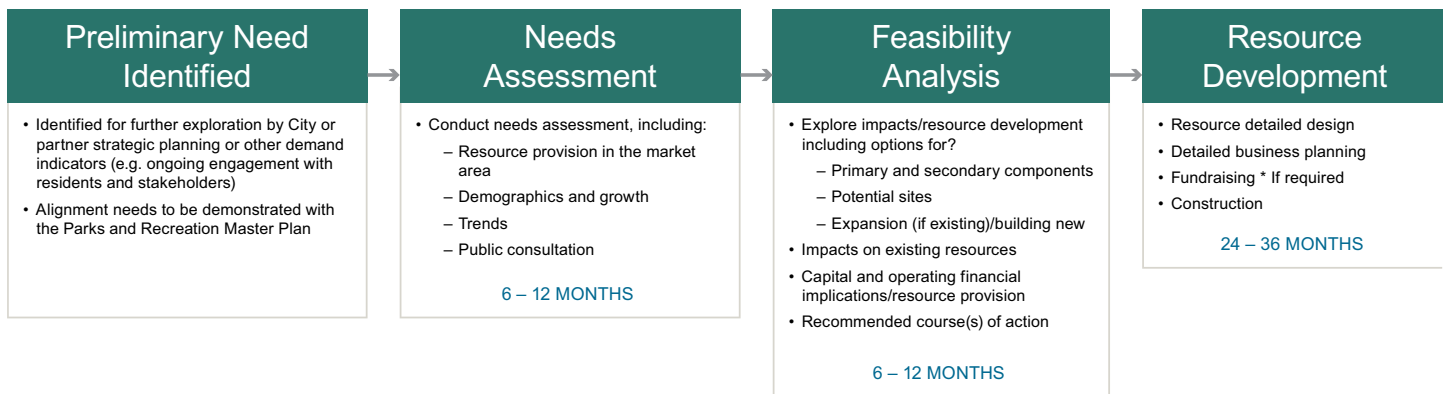 Preliminary Need
Identified
• Identified for further exploration by City or
partner strategic planning or other demand
indicators (e.g. ongoing engagement with
residents and stakeholders)
• Alignment needs to be demonstrated with
the Parks and Recreation Master Plan
Needs
Assessment
• Conduct needs assessment, including:
– Resource provision in the market
area
– Demographics and growth
– Trends
– Public consultation
6 – 12 MONTHS
Feasibility
Analysis
• Explore impacts/resource development
including options for?
– Primary and secondary components
– Potential sites
– Expansion (if existing)/building new
• Impacts on existing resources
• Capital and operating financial
implications/resource provision
• Recommended course(s) of action
6 – 12 MONTHS
Resource
Development
• Resource detailed design
• Detailed business planning
• Fundraising * If required
• Construction
24 – 36 MONTHS